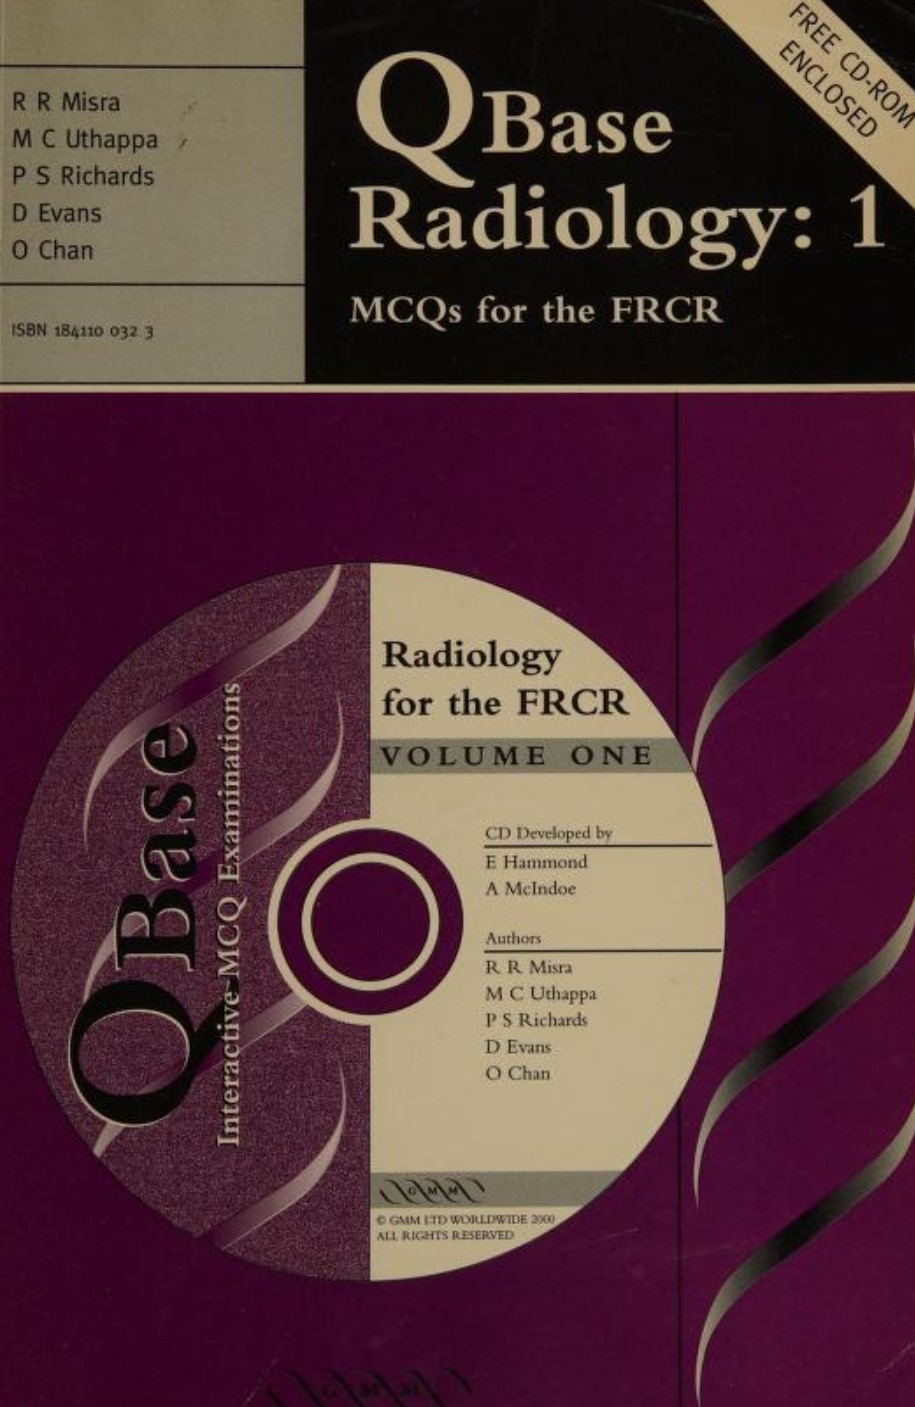 R R Misra
M C Uthappa
P S Richards
D Evans
O Chan
ISBN 184110 032 3
QBase
Radiology: 1
MCQs for the FRCR
FREE CD-ROM
ENCLOSED
QBase
Interactive MCQ Examinations
Radiology
for the FRCR
VOLUME ONE
CD Developed by
E Hammond
A McIndoe
Authors
R R Misra
M C Uthappa
P S Richards
D Evans
O Chan
© GMM LTD WORLDWIDE 2000
ALL RIGHTS RESERVED